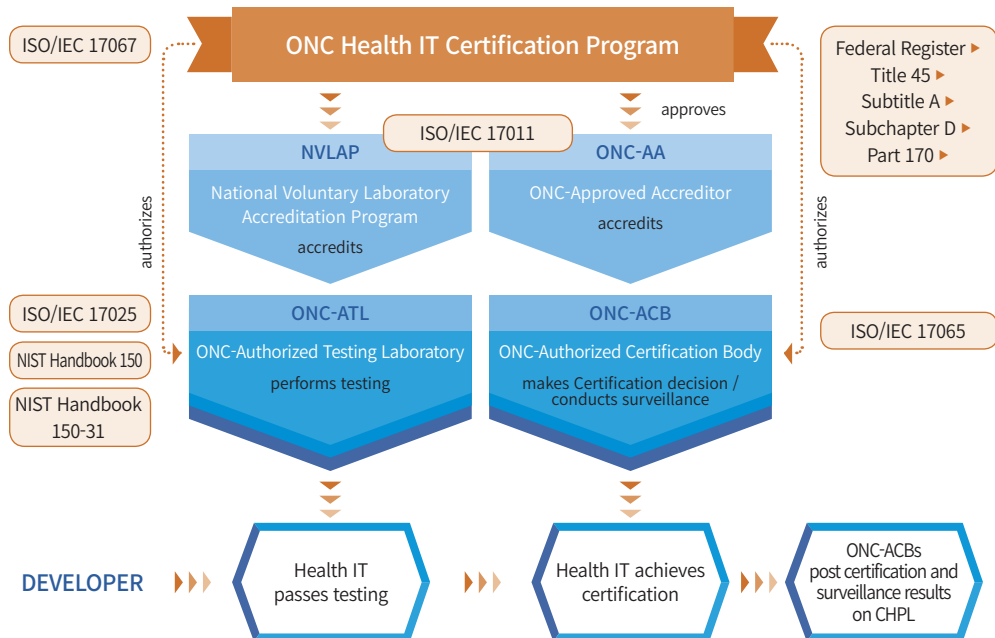 ISO/IEC 17067
ONC Health IT Certification Program
Federal Register
Title 45
Subtitle A
Subchapter D
Part 170
approves
ISO/IEC 17011
NVLAP
National Voluntary Laboratory
Accreditation Program
accredits
ONC-AA
ONC-Approved Accreditor
accredits
authorizes
authorizes
ISO/IEC 17025
NIST Handbook 150
NIST Handbook
150-31
ONC-ATL
ONC-Authorized Testing Laboratory
performs testing
ONC-ACB
ONC-Authorized Certification Body
makes Certification decision /
conducts surveillance
ISO/IEC 17065
DEVELOPER
Health IT
passes testing
Health IT achieves
certification
ONC-ACBs
post certification and
surveillance results
on CHPL